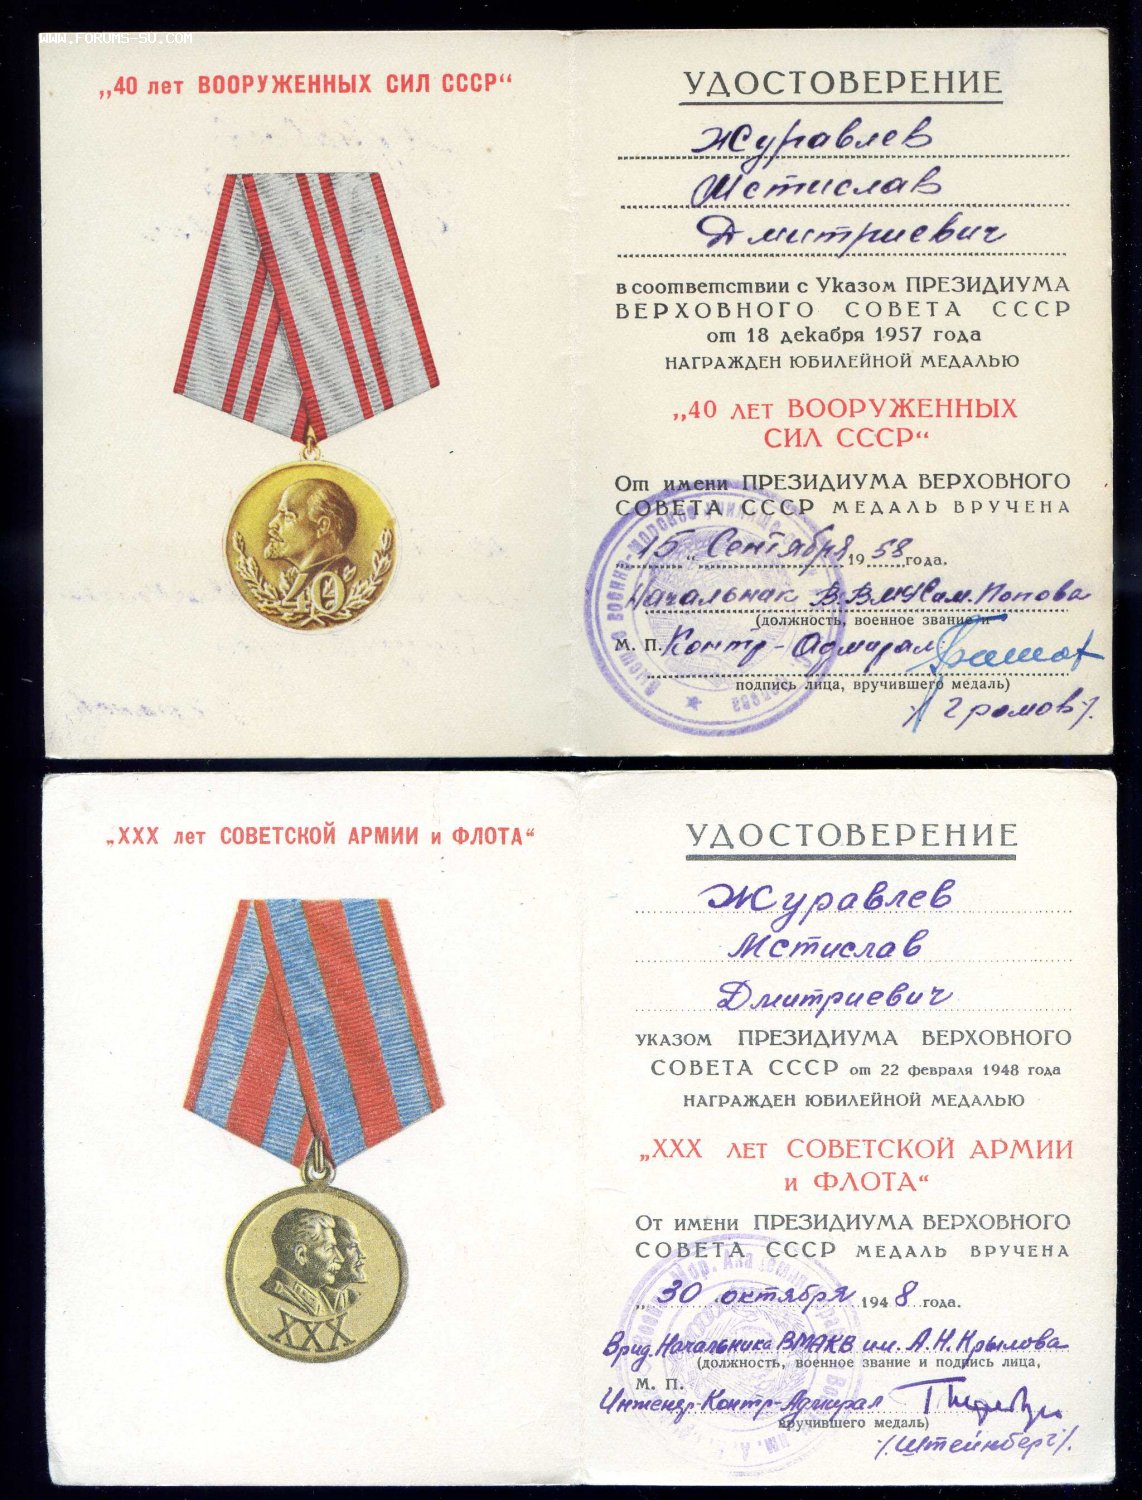 WWW.FORUMS-SU.COM
„40 лет ВООРУЖЕННЫХ СИЛ СССР“
40
УДОСТОВЕРЕНИЕ
Журавлев
Мстислав
Дмитриевич
в соответствии с Указом ПРЕЗИДИУМА
ВЕРХОВНОГО СОВЕТА СССР
от 18 декабря 1957 года
НАГРАЖДЕН ЮБИЛЕЙНОЙ МЕДАЛЬЮ
„40 лет ВООРУЖЕННЫХ
СИЛ СССР“
От имени ПРЕЗИДИУМА ВЕРХОВНОГО
СОВЕТА СССР МЕДАЛЬ ВРУЧЕНА
„15„ Сентября 1958 года.
Начальник ВВМУ им. Попова
(должность, военное звание и
М. П. Контр-Адмирал
подпись лица, вручившего медаль)
/Громов/.
„XXX лет СОВЕТСКОЙ АРМИИ и ФЛОТА“
XXX
УДОСТОВЕРЕНИЕ
Журавлев
Мстислав
Дмитриевич
УКАЗОМ ПРЕЗИДИУМА ВЕРХОВНОГО
СОВЕТА СССР от 22 февраля 1948 года
НАГРАЖДЕН ЮБИЛЕЙНОЙ МЕДАЛЬЮ
„XXX лет СОВЕТСКОЙ АРМИИ
и ФЛОТА“
От имени ПРЕЗИДИУМА ВЕРХОВНОГО
СОВЕТА СССР МЕДАЛЬ ВРУЧЕНА
„30 октября 1948 года.
Врид. Начальника ВМАКВ им. А.Н. Крылова
(должность, военное звание и подпись лица,
М. П.
Инженер-Контр-Адмирал
вручившего медаль)
/Штейнберг/.